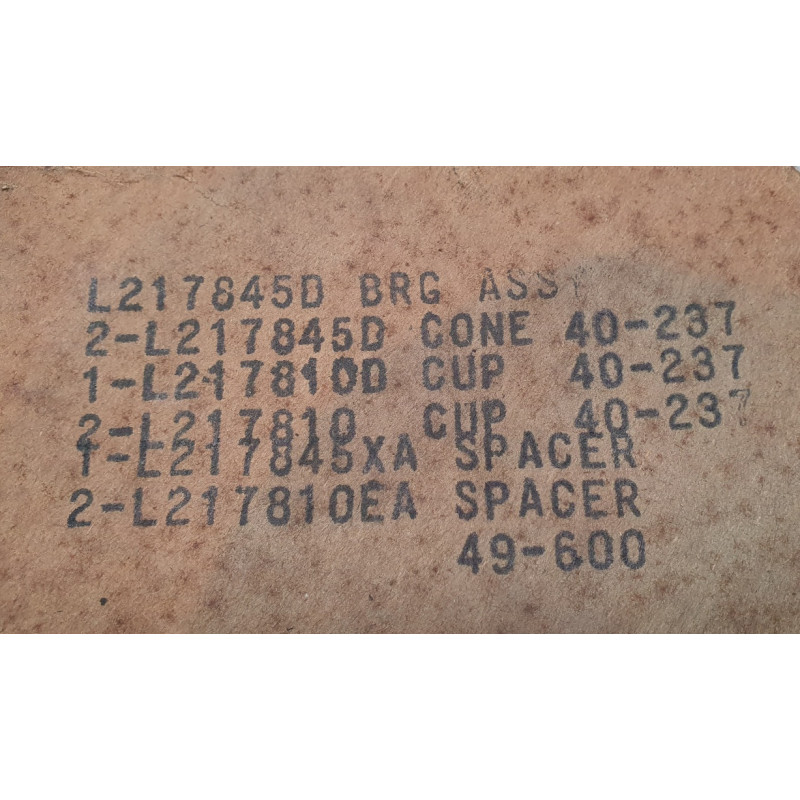 L217845D BRG ASSY
2-L217845D CONE 40-237
1-L217810D CUP 40-237
2-L217810 CUP 40-237
1-L217845XA SPACER
2-L217810EA SPACER
49-600